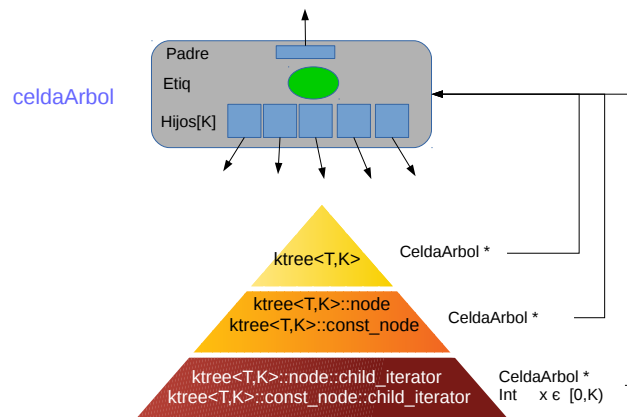 Padre
celdaArbol
Etiq
Hijos[K]
ktree<T,K>
CeldaArbol *
ktree<T,K>::node
ktree<T,K>::const_node
CeldaArbol *
ktree<T,K>::node::child_iterator
ktree<T,K>::const_node::child_iterator
CeldaArbol *
Int x є [0,K)